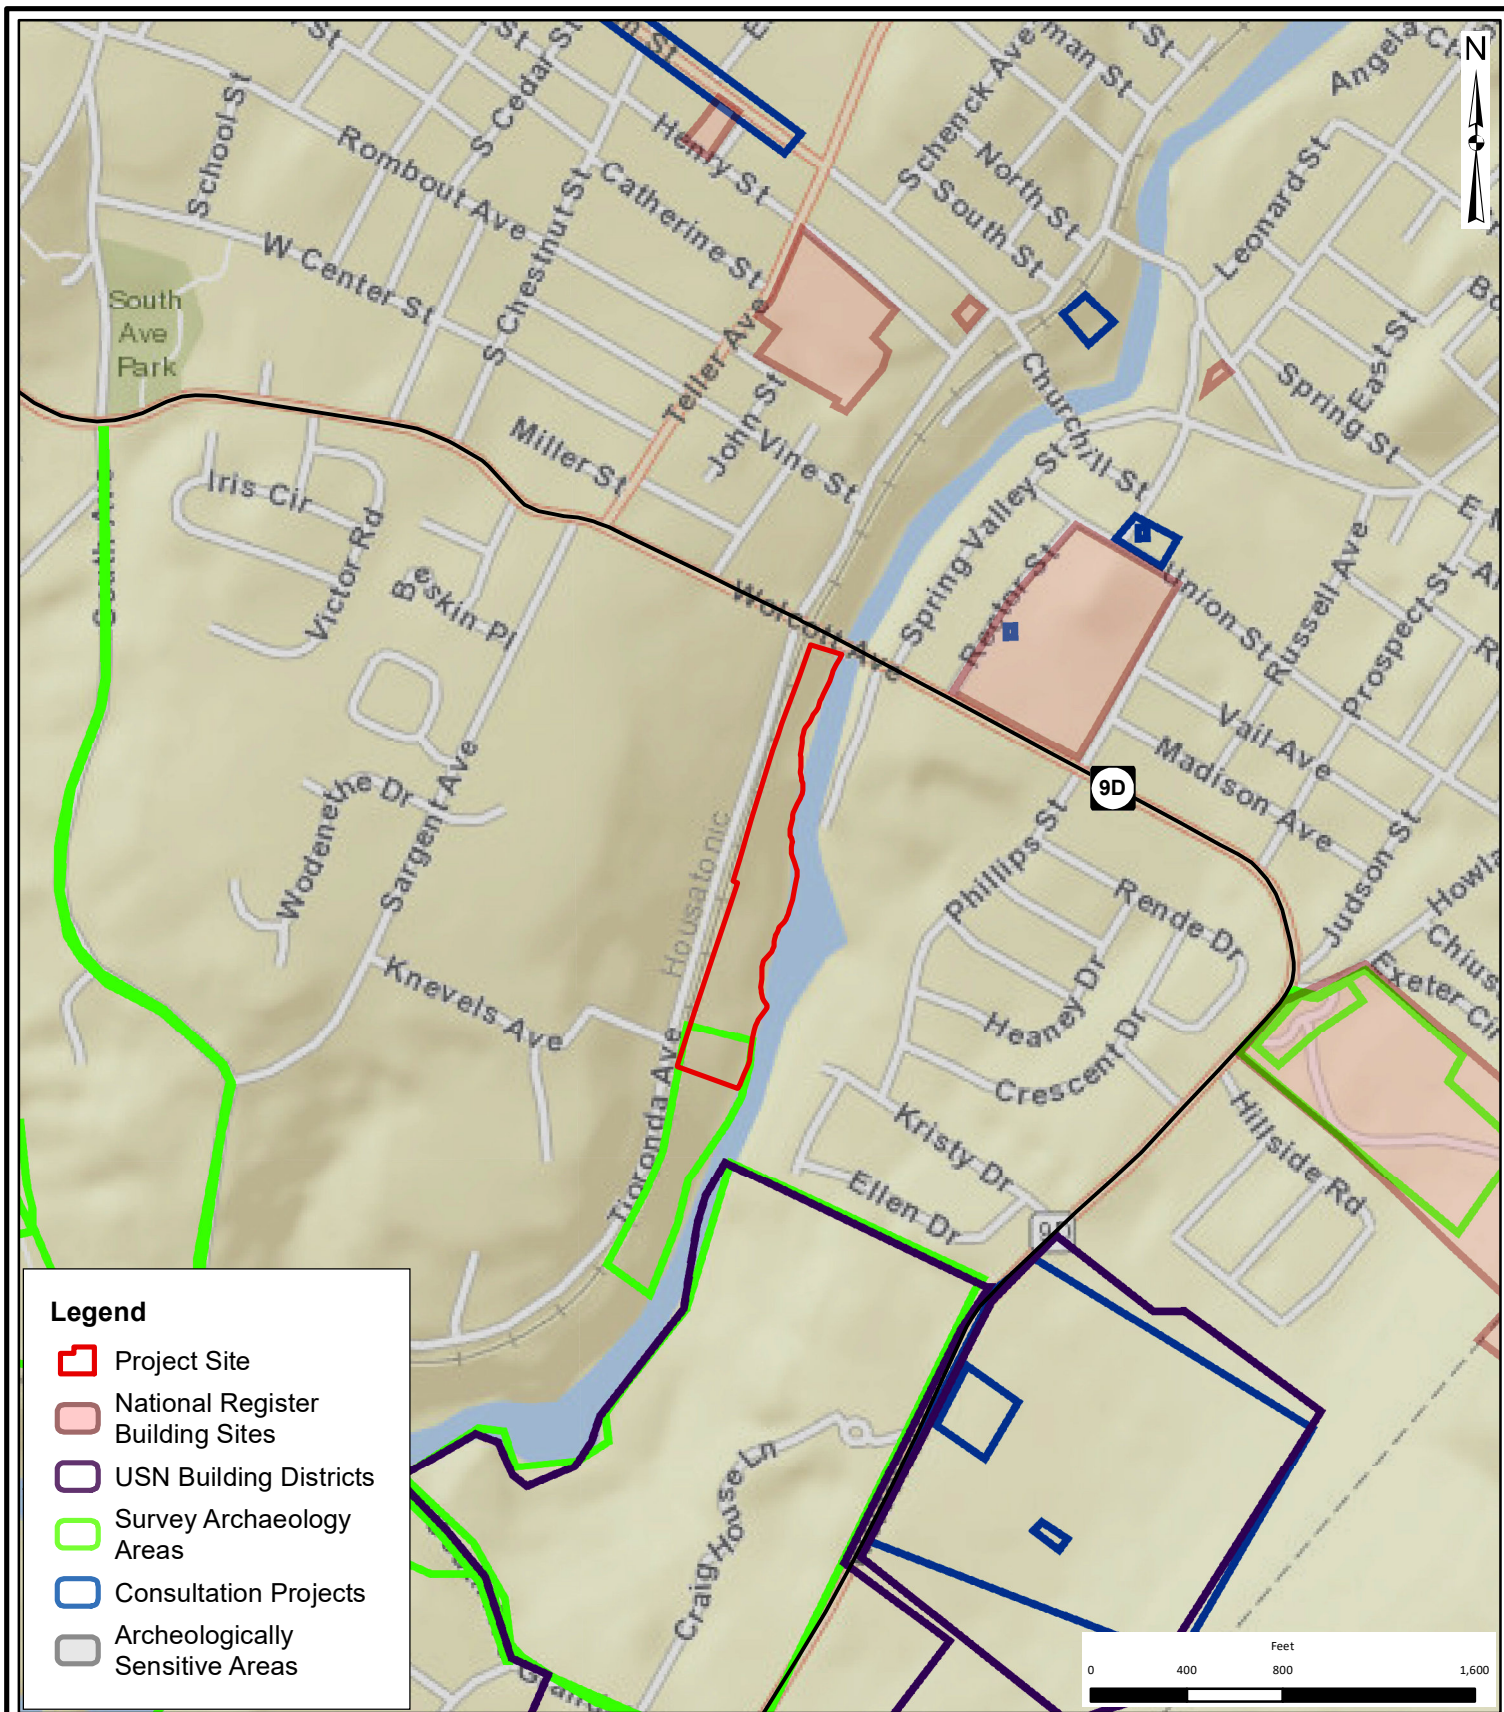 N
Angela
Schenck Ave
School St
S Cedar St
Rombout Ave
Henry St
Catherine St
North St
South St
Leonard St
W Center St
S Chestnut St
South
Ave
Park
Teller Ave
John St
Vine St
Miller St
Churchill St
Spring St
East St
Iris Cir
Victor Rd
Beskin Pl
South Ave
Wolcott Ave
Spring Valley St
Rector St
Union St
Russell Ave
Prospect St
Vail Ave
Madison Ave
9D
Judson St
Phillips St
Rende Dr
Heaney Dr
Crescent Dr
Exeter Cir
Wodenethe Dr
Sargent Ave
Housatonic
Knevels Ave
Tioronda Ave
Kristy Dr
Ellen Dr
Hillside Rd
9D
Craig House Ln
Legend
Project Site
National Register
Building Sites
USN Building Districts
Survey Archaeology
Areas
Consultation Projects
Archeologically
Sensitive Areas
Feet
0 400 800 1,600